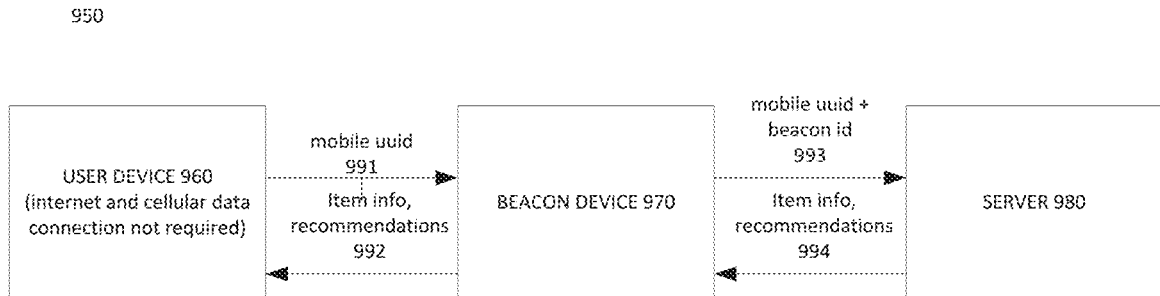 950
mobile uuid
991
Item info,
recommendations
992
mobile uuid +
beacon id
993
Item info,
recommendations
994
USER DEVICE 960
(internet and cellular data
connection not required)
BEACON DEVICE 970
SERVER 980